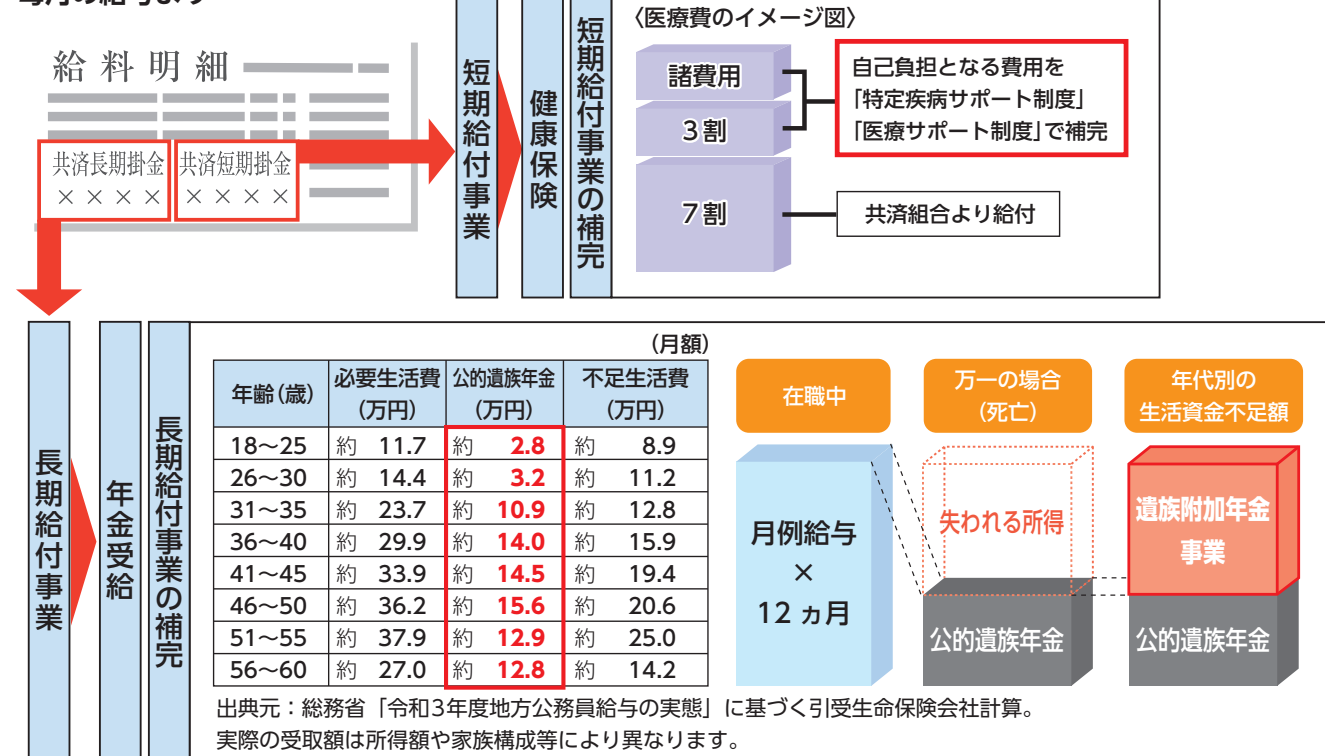 給料明細
共済長期掛金
××××
共済短期掛金
××××
短期給付事業
健康保険
短期給付事業の補完
〈医療費のイメージ図〉
諸費用
3割
7割
自己負担となる費用を
「特定疾病サポート制度」
「医療サポート制度」で補完
共済組合より給付
長期給付事業
年金受給
長期給付事業の補完
(月額)
年齢(歳) 必要生活費(万円) 公的遺族年金(万円) 不足生活費(万円)
18〜25 約 11.7 約 2.8 約 8.9
26〜30 約 14.4 約 3.2 約 11.2
31〜35 約 23.7 約 10.9 約 12.8
36〜40 約 29.9 約 14.0 約 15.9
41〜45 約 33.9 約 14.5 約 19.4
46〜50 約 36.2 約 15.6 約 20.6
51〜55 約 37.9 約 12.9 約 25.0
56〜60 約 27.0 約 12.8 約 14.2
出典元：総務省「令和3年度地方公務員給与の実態」に基づく引受生命保険会社計算。
実際の受取額は所得額や家族構成等により異なります。
在職中
月例給与
×
12ヵ月
万一の場合
(死亡)
失われる所得
公的遺族年金
年代別の
生活資金不足額
遺族附加年金
事業
公的遺族年金